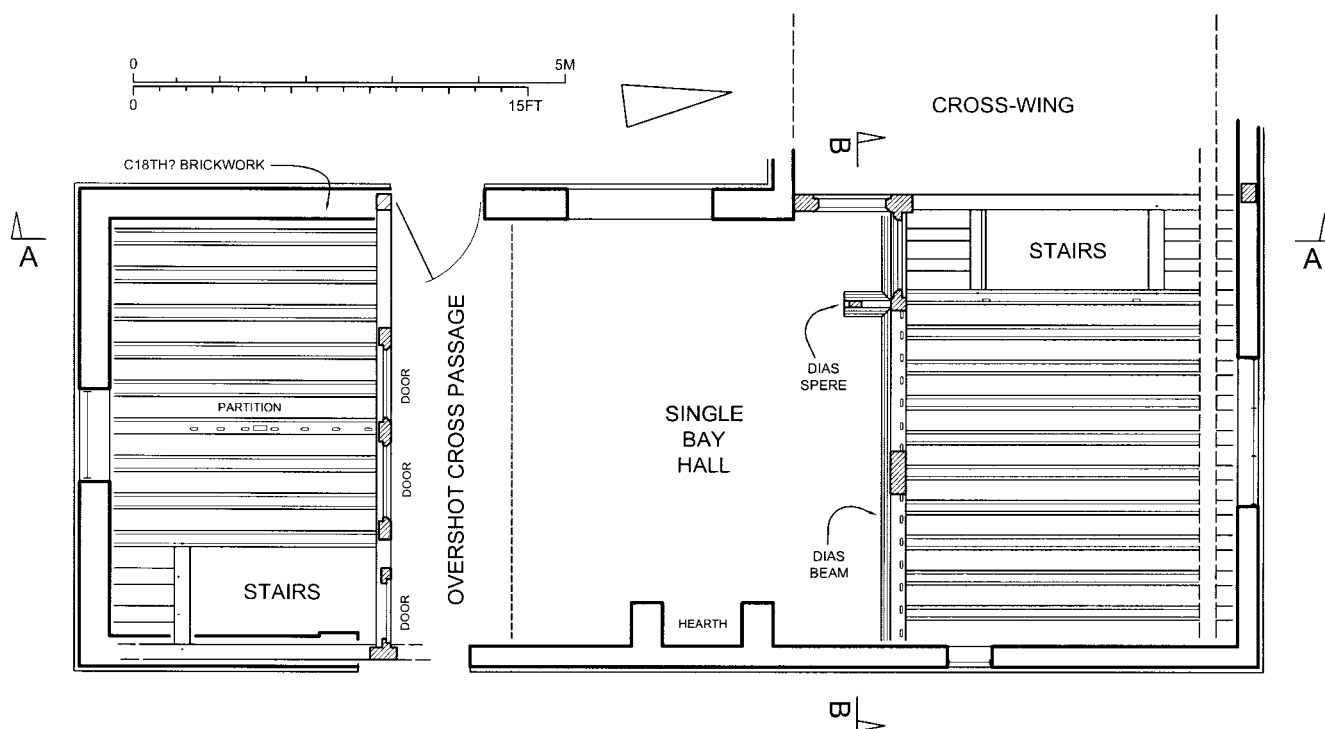 0 5M
0 15FT
CROSS-WING
B
C18TH? BRICKWORK
A
STAIRS
A
OVERSHOT CROSS PASSAGE
DIAS
SPERE
DOOR
PARTITION
SINGLE
BAY
HALL
DOOR
DIAS
BEAM
STAIRS
DOOR
HEARTH
B